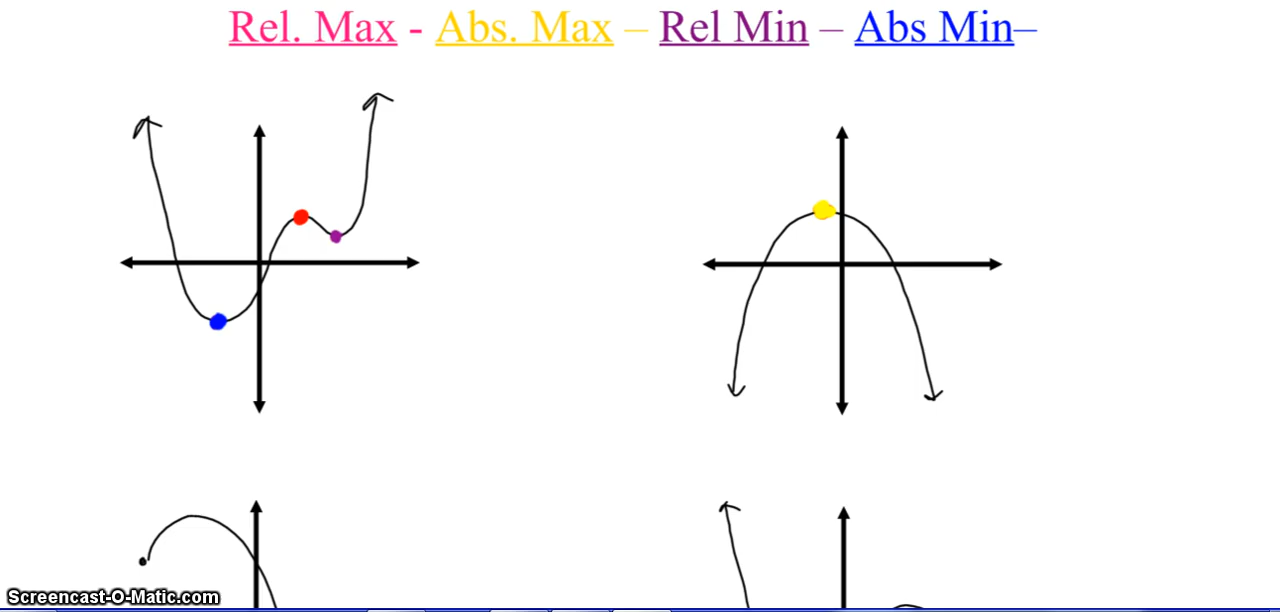 Rel. Max - Abs. Max – Rel Min – Abs Min–
Screencast-O-Matic.com